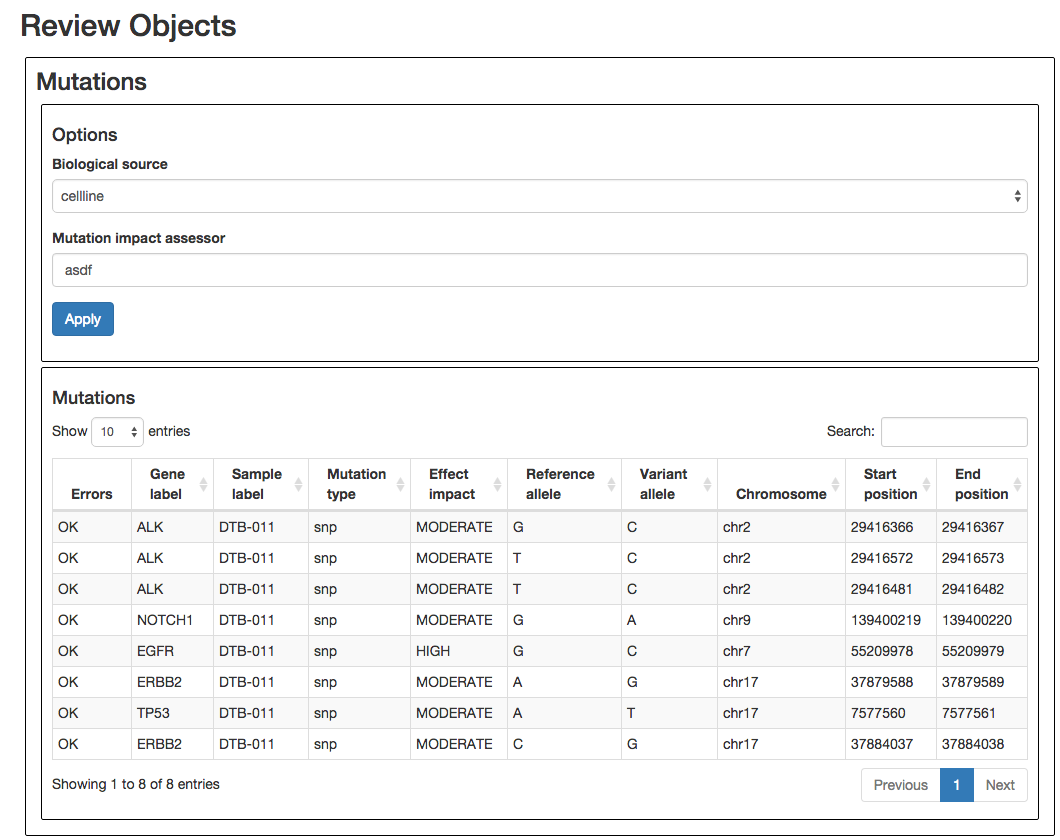 Review Objects
Mutations
Options
Biological source
cellline
Mutation impact assessor
asdf
Apply
Mutations
Show 10 entries Search:
Errors Gene label Sample label Mutation type Effect impact Reference allele Variant allele Chromosome Start position End position
OK ALK DTB-011 snp MODERATE G C chr2 29416366 29416367
OK ALK DTB-011 snp MODERATE T C chr2 29416572 29416573
OK ALK DTB-011 snp MODERATE T C chr2 29416481 29416482
OK NOTCH1 DTB-011 snp MODERATE G A chr9 139400219 139400220
OK EGFR DTB-011 snp HIGH G C chr7 55209978 55209979
OK ERBB2 DTB-011 snp MODERATE A G chr17 37879588 37879589
OK TP53 DTB-011 snp MODERATE A T chr17 7577560 7577561
OK ERBB2 DTB-011 snp MODERATE C G chr17 37884037 37884038
Showing 1 to 8 of 8 entries Previous 1 Next